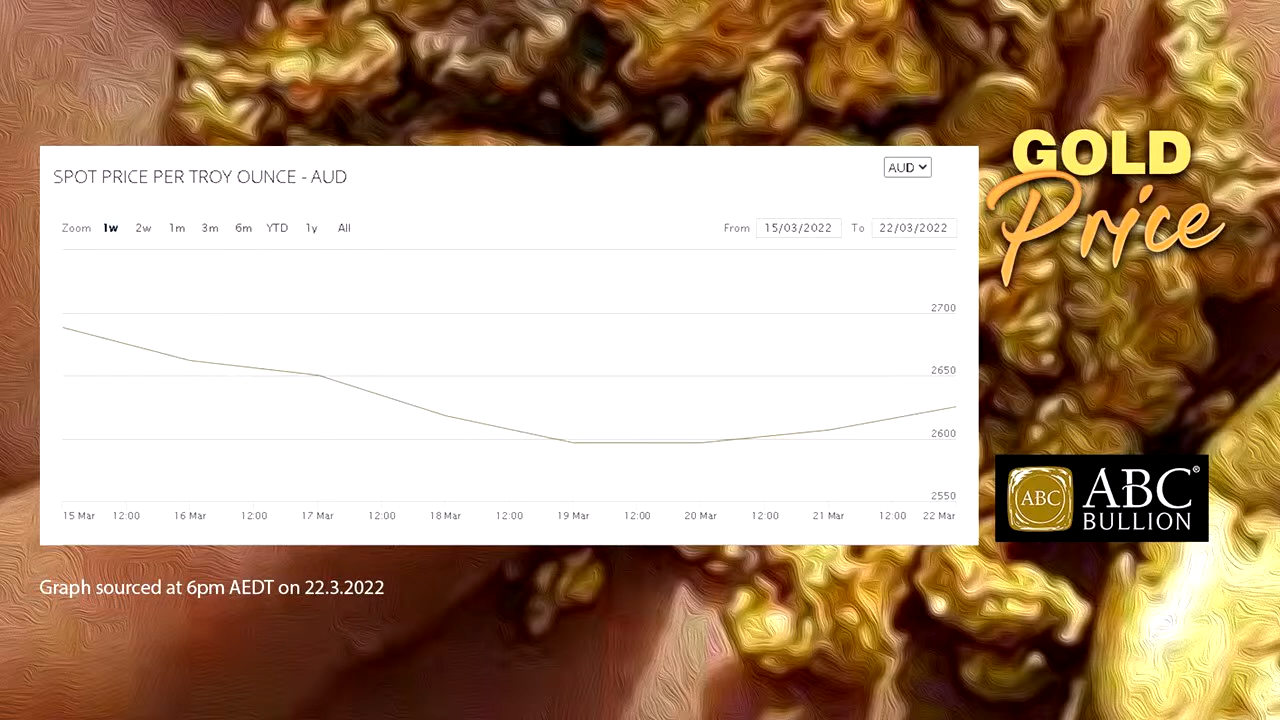 GOLD
Price
SPOT PRICE PER TROY OUNCE - AUD
AUD
Zoom 1w 2w 1m 3m 6m YTD 1y All
From 15/03/2022 To 22/03/2022
2700
2650
2600
2550
15 Mar 12:00 16 Mar 12:00 17 Mar 12:00 18 Mar 12:00 19 Mar 12:00 20 Mar 12:00 21 Mar 12:00 22 Mar
ABC
ABC®
BULLION
Graph sourced at 6pm AEDT on 22.3.2022